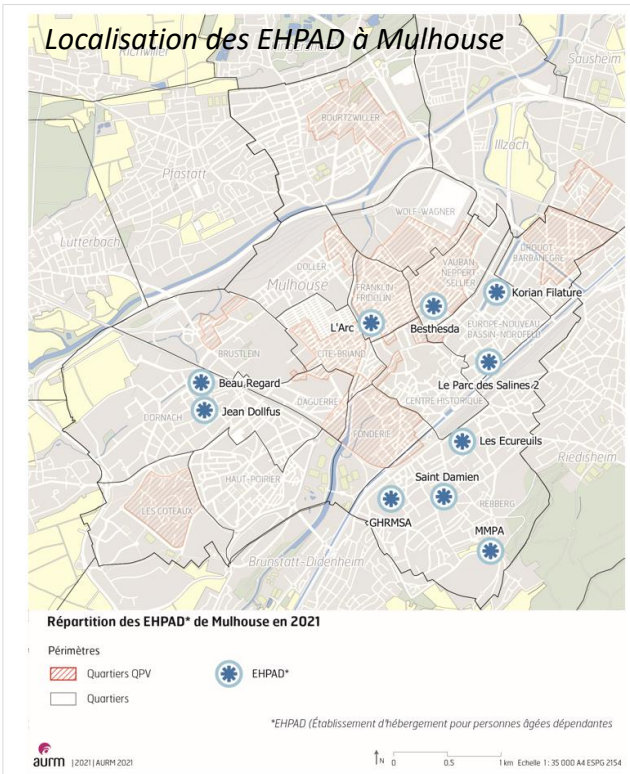 Localisation des EHPAD à Mulhouse
Richwiller
Sausheim
BOURTZWILLER
Illzach
Pfastatt
WOLF-WAGNER
DROUOT
BARBANEGRE
Lutterbach
DOLLER
VAUBAN-
NEPPERT-
SELLIER
Mulhouse
FRANKLIN-
FRIDOLIN
Korian Filature
L'Arc
Besthesda
EUROPE-NOUVEAU
BASSIN-NORDFELD
BRUSTLEIN
CITE-BRIAND
Le Parc des Salines 2
Beau Regard
DAGUERRE
CENTRE HISTORIQUE
Jean Dollfus
DORNACH
FONDERIE
Les Ecureuils
Riedisheim
HAUT-POIRIER
Saint Damien
LES COTEAUX
GHRMSA
REBBERG
MMPA
Brunstatt-Didenheim
Répartition des EHPAD* de Mulhouse en 2021
Périmètres
Quartiers QPV
EHPAD*
Quartiers
*EHPAD (Établissement d'hébergement pour personnes âgées dépendantes
aurm | 2021 | AURM 2021
N 0 0.5 1 km Echelle 1 : 35 000 A4 ESPG 2154